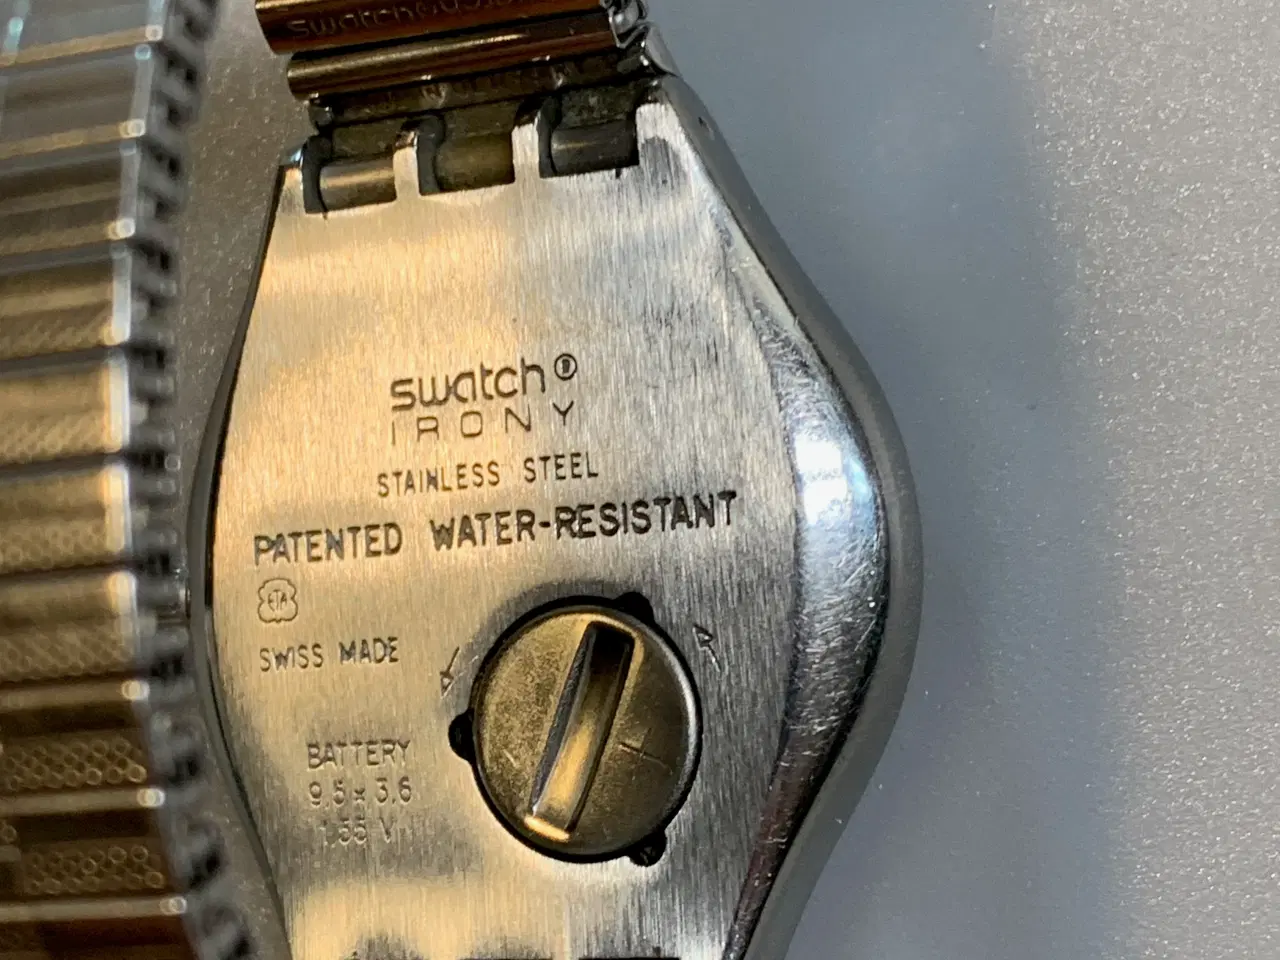 swatch®
IRONY
STAINLESS STEEL
PATENTED WATER-RESISTANT
ETA
SWISS MADE
BATTERY
9,5 x 3,6
1,55 V